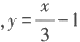 , y = x/3 − 1